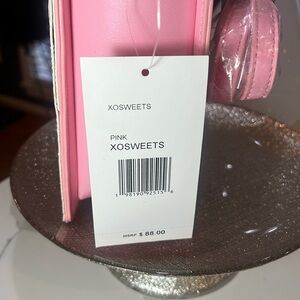 XOSWEETS
PINK
XOSWEETS
MSRP $ 88.00